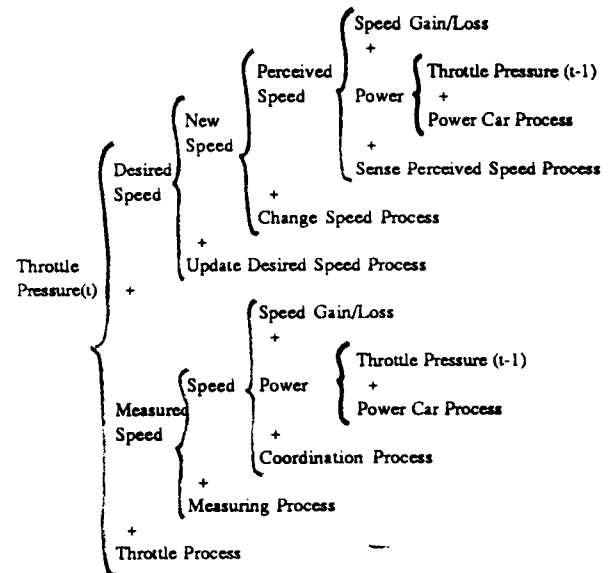 Speed Gain/Loss
+
Perceived
Speed
Power
Throttle Pressure (t-1)
+
Power Car Process
+
Sense Perceived Speed Process
New
Speed
+
Change Speed Process
Desired
Speed
+
Update Desired Speed Process
Throttle
Pressure(t)
+
Speed Gain/Loss
+
Speed
Power
Throttle Pressure (t-1)
+
Power Car Process
+
Coordination Process
Measured
Speed
+
Measuring Process
+
Throttle Process